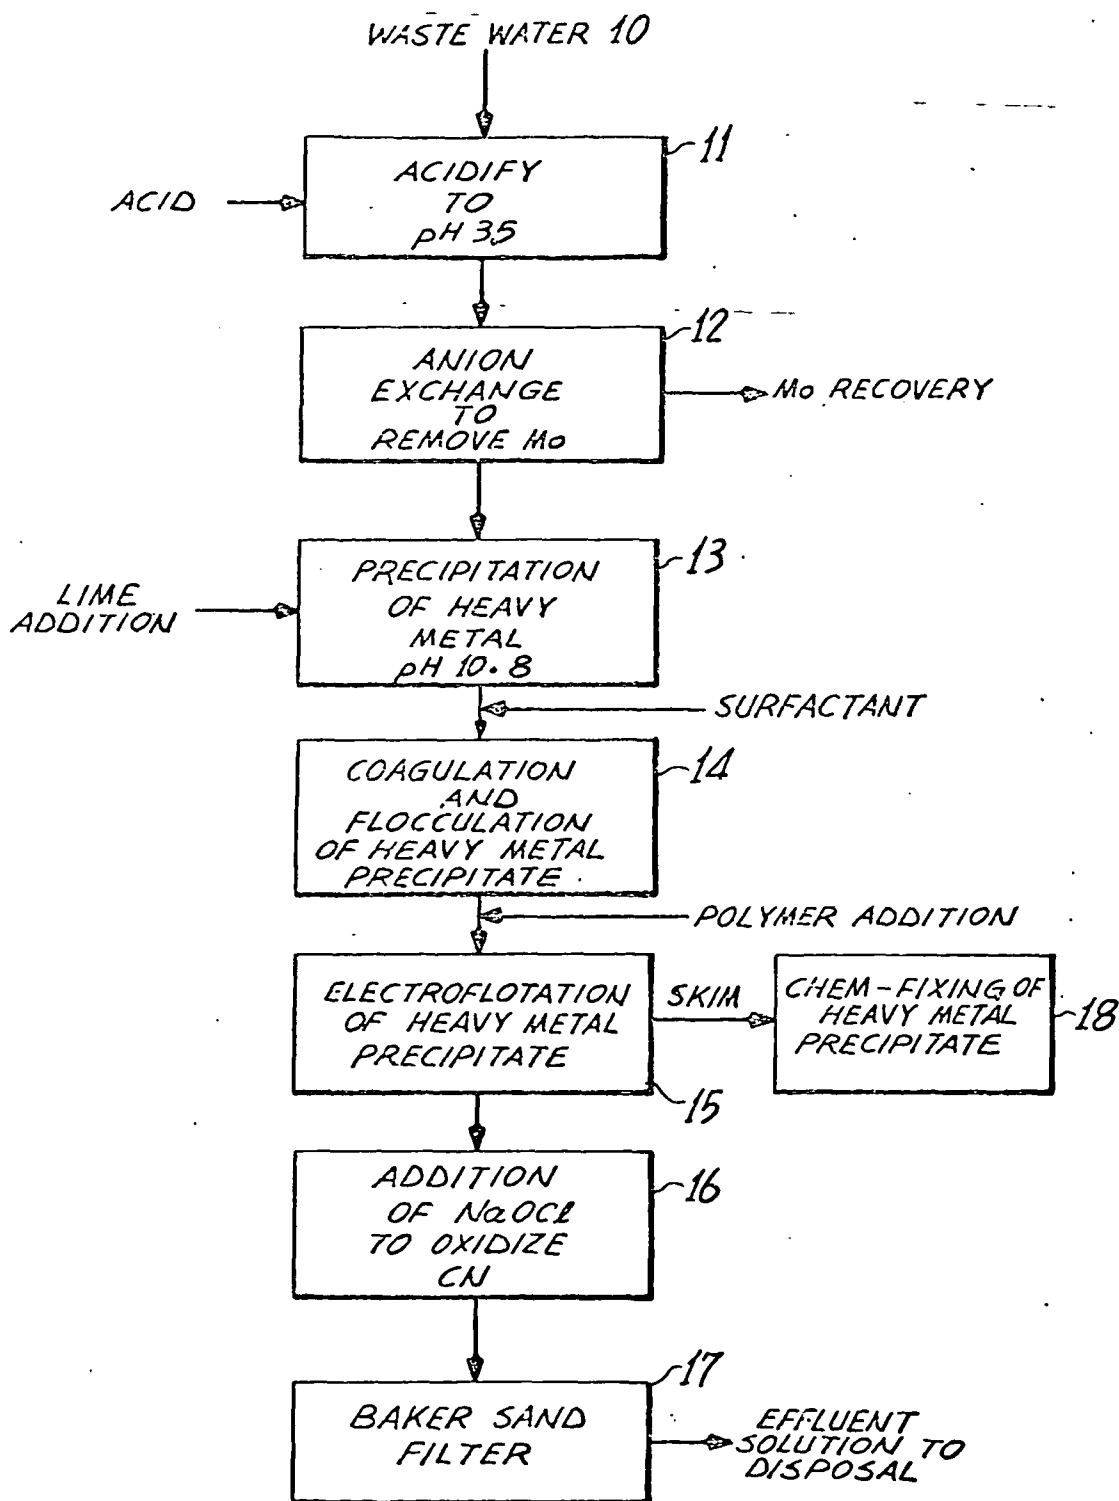 WASTE WATER 10
11
ACIDIFY
TO
pH 3.5
ACID
12
ANION
EXCHANGE
TO
REMOVE Mo
Mo RECOVERY
13
PRECIPITATION
OF HEAVY
METAL
pH 10.8
LIME
ADDITION
SURFACTANT
14
COAGULATION
AND
FLOCCULATION
OF HEAVY METAL
PRECIPITATE
POLYMER ADDITION
ELECTROFLOTATION
OF HEAVY METAL
PRECIPITATE
15
SKIM
CHEM-FIXING OF
HEAVY METAL
PRECIPITATE
18
ADDITION
OF NaOCl
TO OXIDIZE
CN
16
17
BAKER SAND
FILTER
EFFLUENT
SOLUTION TO
DISPOSAL